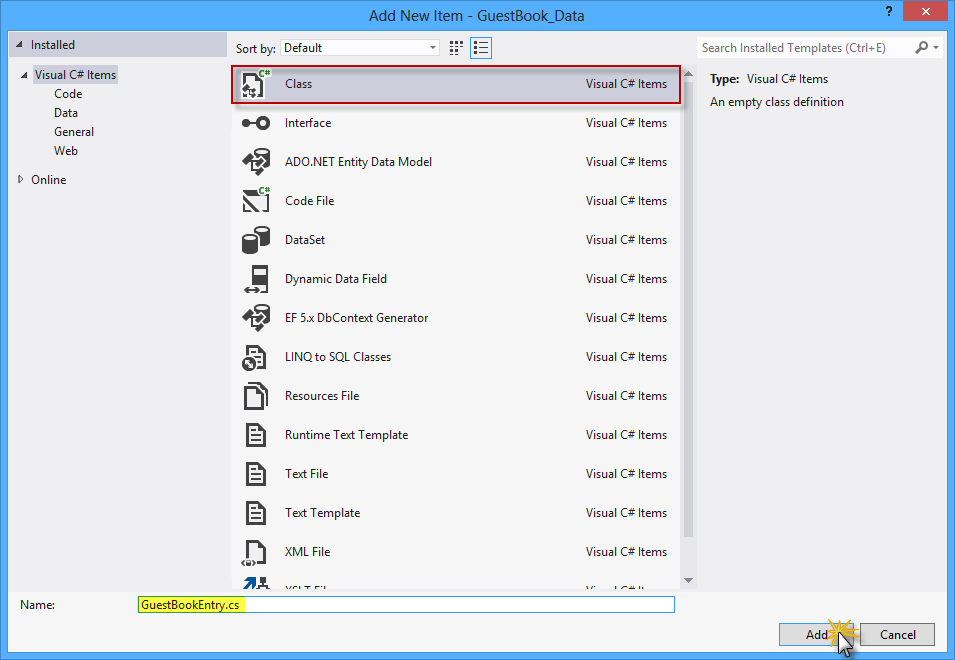 Add New Item - GuestBook_Data
?
Installed
Visual C# Items
Code
Data
General
Web
Online
Sort by: Default
Search Installed Templates (Ctrl+E)
Class Visual C# Items
Interface Visual C# Items
ADO.NET Entity Data Model Visual C# Items
Code File Visual C# Items
DataSet Visual C# Items
Dynamic Data Field Visual C# Items
EF 5.x DbContext Generator Visual C# Items
LINQ to SQL Classes Visual C# Items
Resources File Visual C# Items
Runtime Text Template Visual C# Items
Text File Visual C# Items
Text Template Visual C# Items
XML File Visual C# Items
Type: Visual C# Items
An empty class definition
Name: GuestBookEntry.cs
Add Cancel